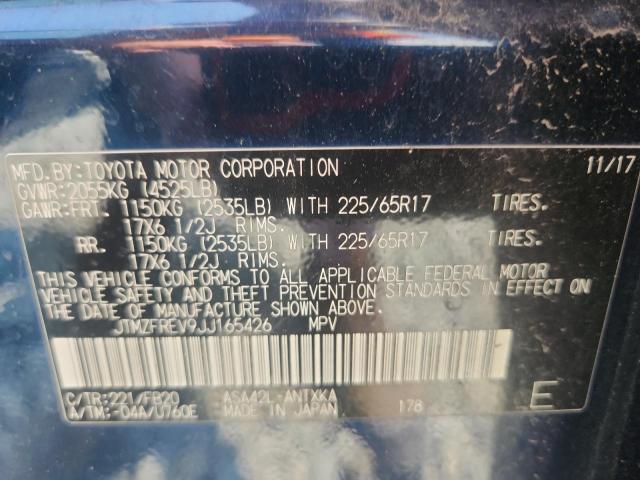 MFD.BY:TOYOTA MOTOR CORPORATION 11/17
GVWR:2055KG (4525LB)
GAWR:FRT. 1150KG (2535LB) WITH 225/65R17 TIRES.
17X6 1/2J RIMS.
RR. 1150KG (2535LB) WITH 225/65R17 TIRES.
17X6 1/2J RIMS.
THIS VEHICLE CONFORMS TO ALL APPLICABLE FEDERAL MOTOR
VEHICLE SAFETY AND THEFT PREVENTION STANDARDS IN EFFECT ON
THE DATE OF MANUFACTURE SHOWN ABOVE.
JTMZFREV9JJ165426 MPV
C/TR:221/FB20 ASA42L-ANTXKA
A/TM:-04A/U760E MADE IN JAPAN 178 E